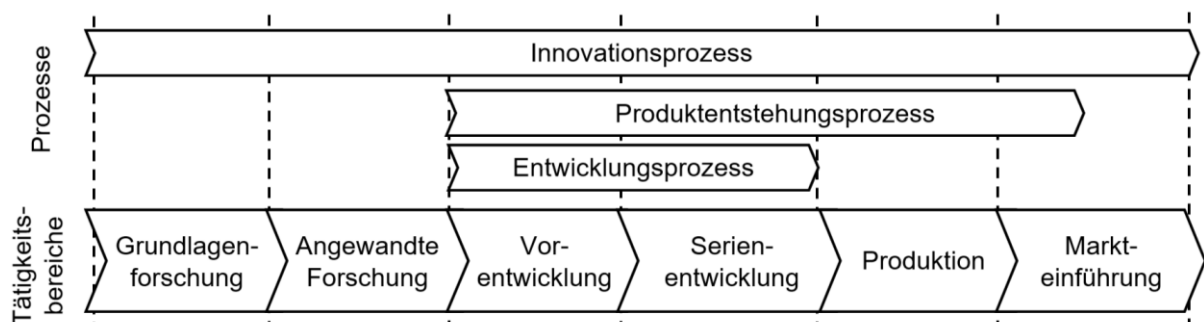 Prozesse
Innovationsprozess
Produktentstehungsprozess
Entwicklungsprozess
Tätigkeits-
bereiche
Grundlagen-
forschung
Angewandte
Forschung
Vor-
entwicklung
Serien-
entwicklung
Produktion
Markt-
einführung